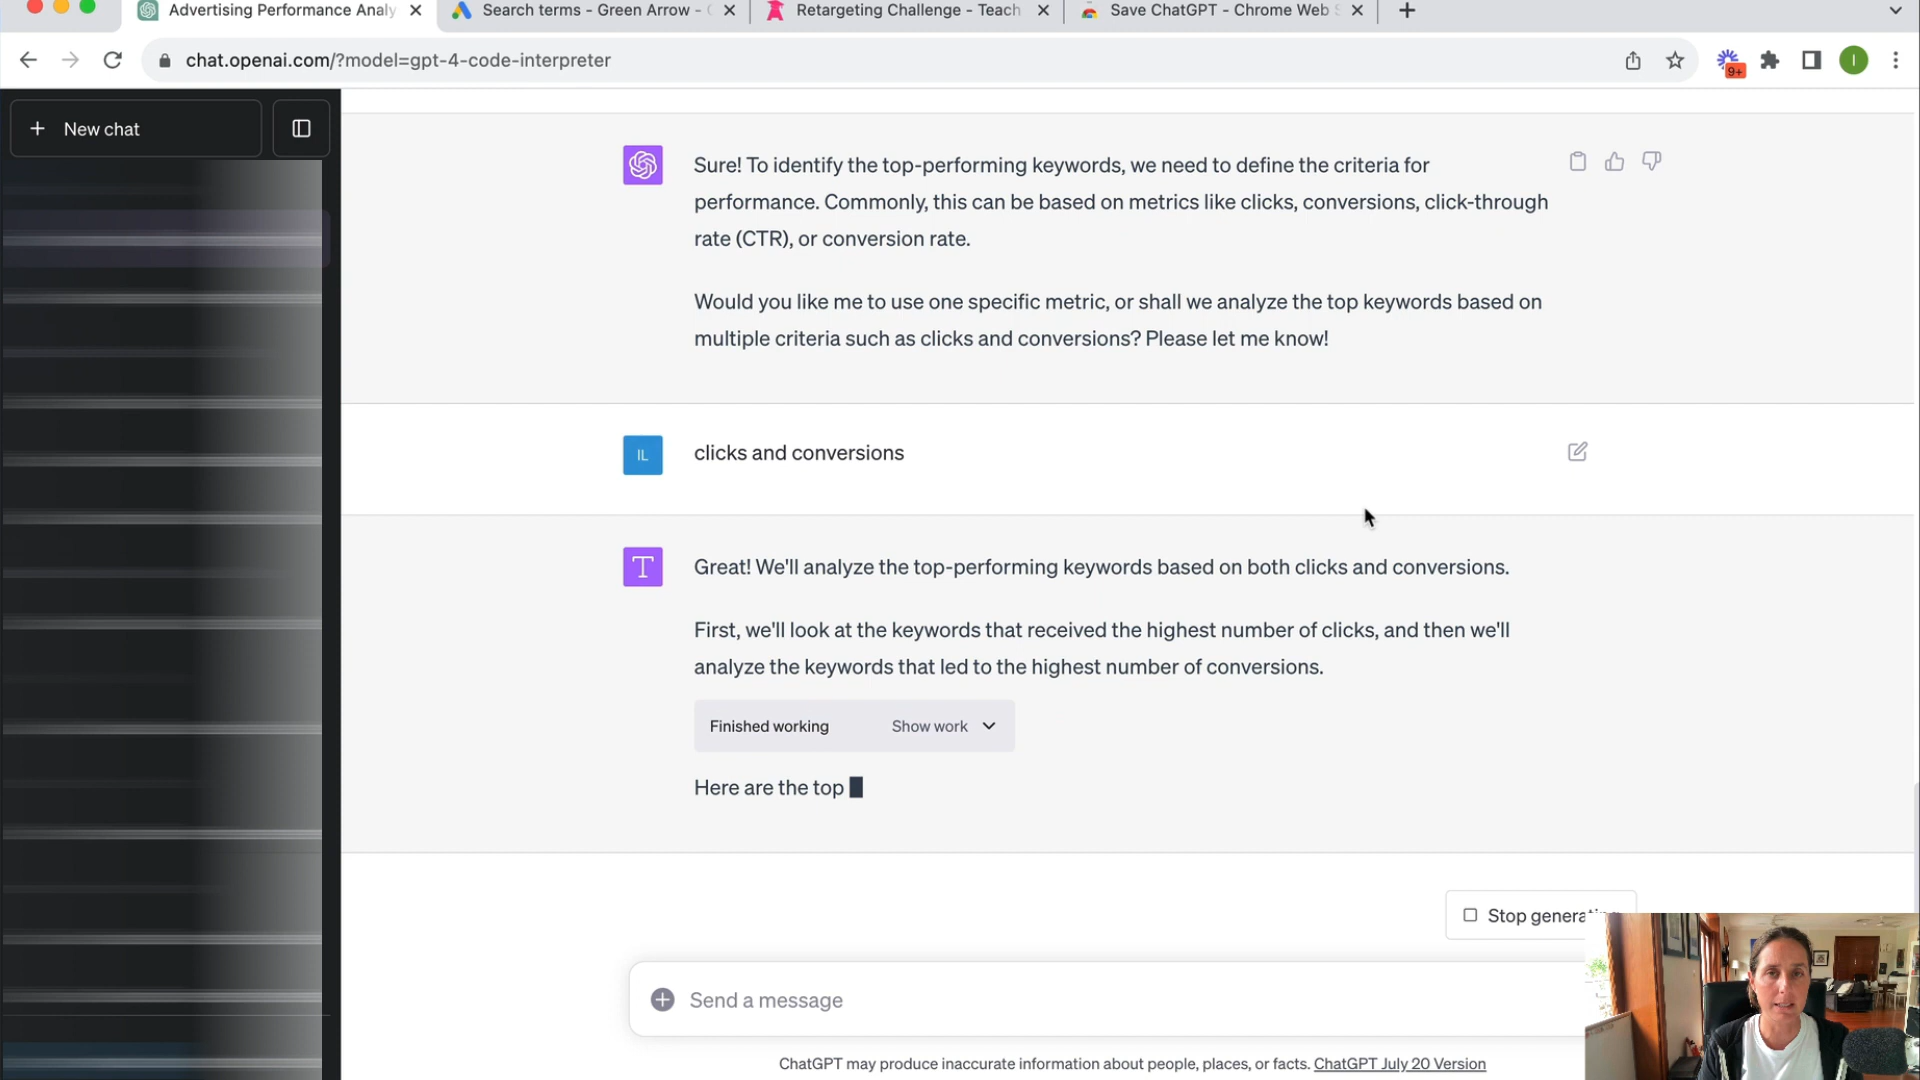 Advertising Performance Analy
Search terms - Green Arrow -
Retargeting Challenge - Teach
Save ChatGPT - Chrome Web
chat.openai.com/?model=gpt-4-code-interpreter
9+
I
New chat
Sure! To identify the top-performing keywords, we need to define the criteria for
performance. Commonly, this can be based on metrics like clicks, conversions, click-through
rate (CTR), or conversion rate.
Would you like me to use one specific metric, or shall we analyze the top keywords based on
multiple criteria such as clicks and conversions? Please let me know!
IL
clicks and conversions
T
Great! We'll analyze the top-performing keywords based on both clicks and conversions.
First, we'll look at the keywords that received the highest number of clicks, and then we'll
analyze the keywords that led to the highest number of conversions.
Finished working
Show work
Here are the top
Stop generating
Send a message
ChatGPT may produce inaccurate information about people, places, or facts. ChatGPT July 20 Version